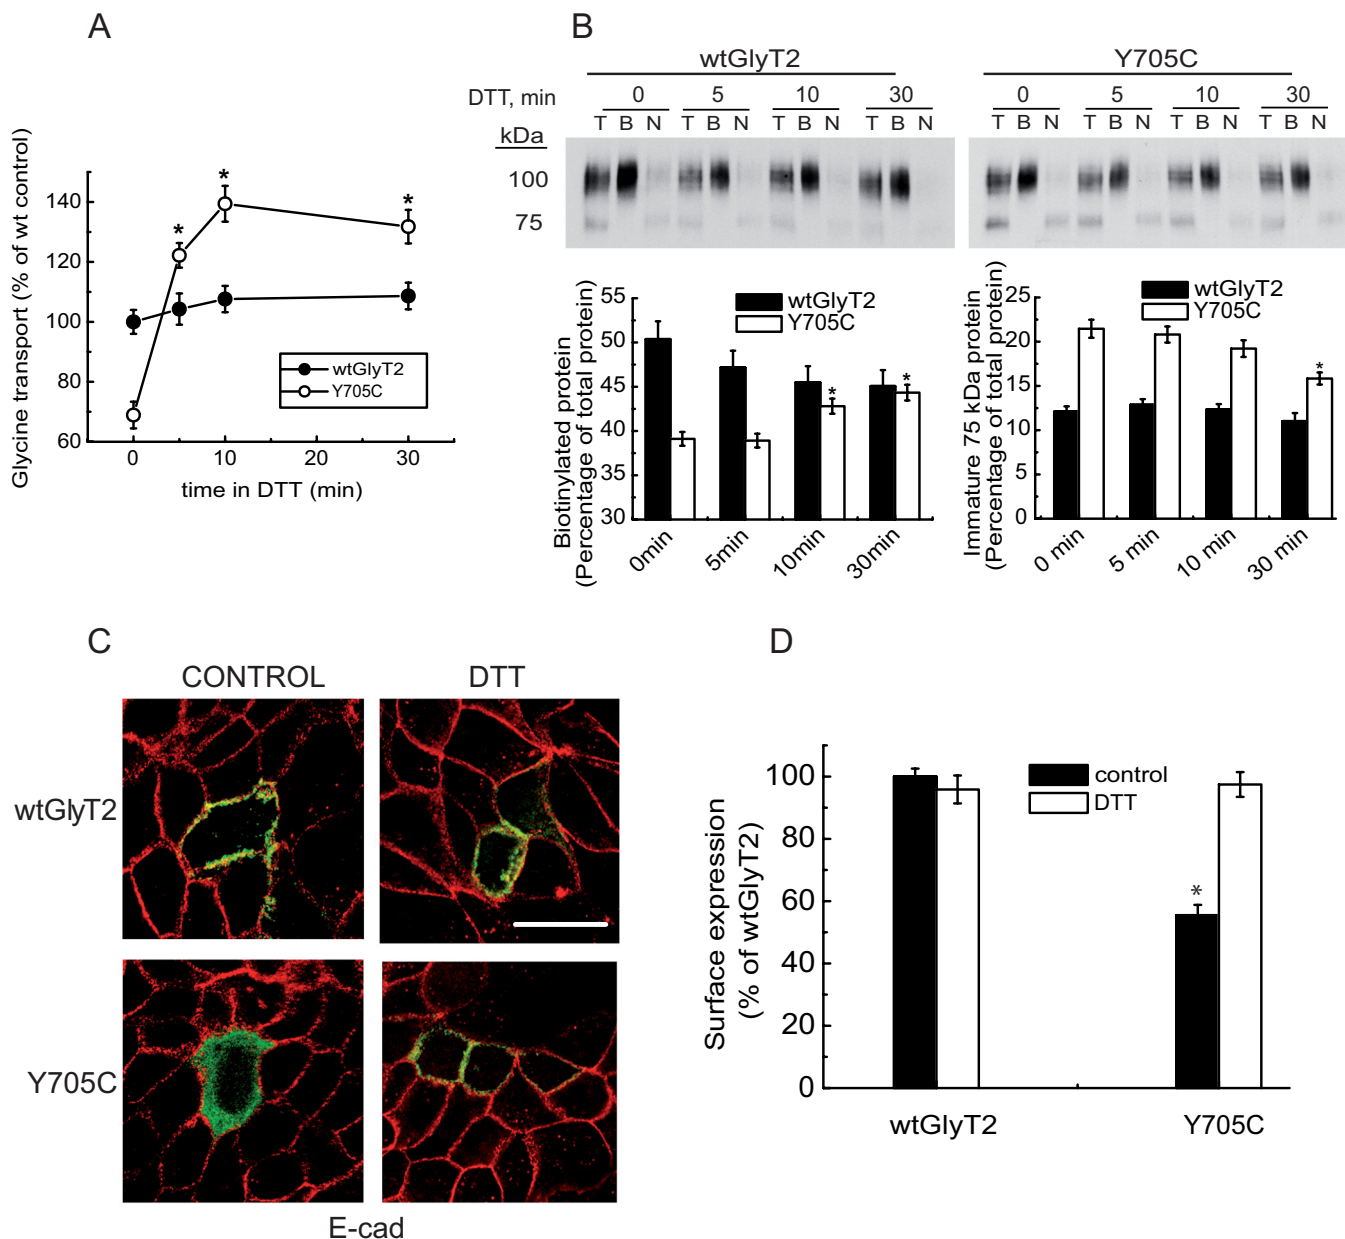 A
Glycine transport (% of wt control)
140
120
100
80
60
*
*
*
wtGlyT2
Y705C
0
10
20
30
time in DTT (min)
B
wtGlyT2
Y705C
DTT, min
0
5
10
30
0
5
10
30
T B N
T B N
T B N
T B N
T B N
T B N
T B N
T B N
kDa
100
75
Biotinylated protein
(Percentage of total protein)
55
50
45
40
35
30
wtGlyT2
Y705C
*
*
0min
5min
10min
30min
Immature 75 kDa protein
(Percentage of total protein)
25
20
15
10
5
0
wtGlyT2
Y705C
*
0 min
5 min
10 min
30 min
C
CONTROL
DTT
wtGlyT2
Y705C
E-cad
D
Surface expression
(% of wtGlyT2)
100
80
60
40
20
0
control
DTT
*
wtGlyT2
Y705C